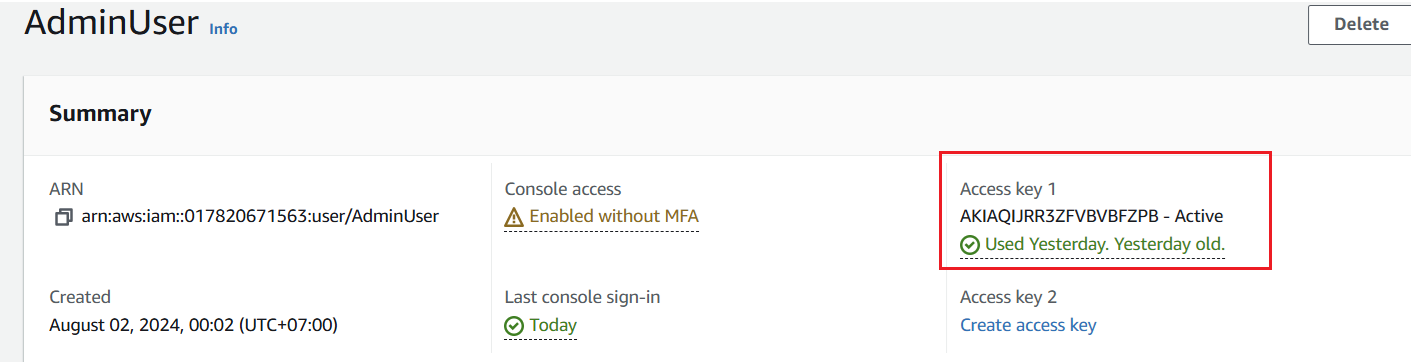 AdminUser Info
Delete
Summary
ARN
arn:aws:iam::017820671563:user/AdminUser
Console access
Enabled without MFA
Access key 1
AKIAQIJRR3ZFVBVBFZPB - Active
Used Yesterday. Yesterday old.
Created
August 02, 2024, 00:02 (UTC+07:00)
Last console sign-in
Today
Access key 2
Create access key